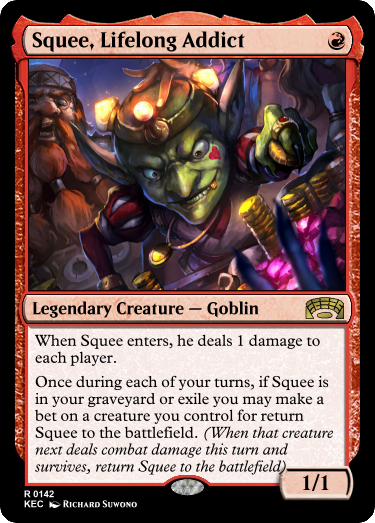 Squee, Lifelong Addict
Legendary Creature — Goblin
When Squee enters, he deals 1 damage to
each player.
Once during each of your turns, if Squee is
in your graveyard or exile you may make a
bet on a creature you control for return
Squee to the battlefield. (When that creature
next deals combat damage this turn and
survives, return Squee to the battlefield)
1/1
R 0142
KEC Richard Suwono